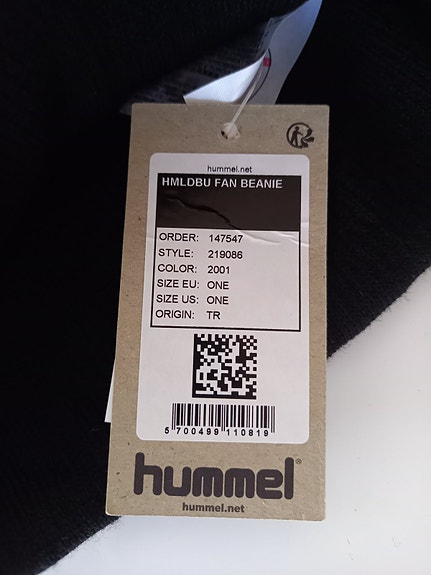 hummel.net
HMLDBU FAN BEANIE
ORDER: 147547
STYLE: 219086
COLOR: 2001
SIZE EU: ONE
SIZE US: ONE
ORIGIN: TR
5 700499 110819
hummel®
hummel.net